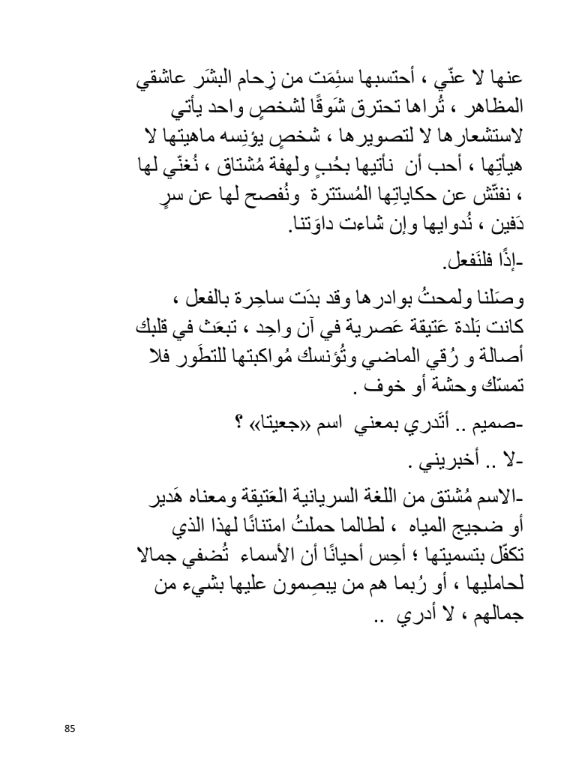 عنها لا عنّي ، أحتسبها سئِمَت من زِحام البشَر عاشقي
المظاهر ، تُراها تحترق شَوقًا لشخصٍ واحد يأتي
لاستشعارها لا لتصويرها ، شخصٍ يؤنِسه ماهيتها لا
هيأتِها ، أحب أن نأتيها بحُبٍ ولهفة مُشتاق ، نُغنّي لها
، نفتّش عن حكاياتِها المُستترة ونُفصح لها عن سرٍ
دَفين ، نُدوايها وإن شاءت داوَتنا.
-إذًا فلنَفعل.
وصَلنا ولمحتُ بوادرها وقد بدَت ساحِرة بالفعل ،
كانت بَلدة عَتيقة عَصرية في آن واحِد ، تبعَث في قلبك
أصالة و رُقي الماضي وتُؤنسك مُواكبتها للتطَور فلا
تمسّك وحشة أو خَوف .
-صميم .. أتَدري بمعني اسم «جعيتا» ؟
-لا .. أخبريني .
-الاسم مُشتق من اللغة السريانية العَتيقة ومعناه هَدير
أو ضجيج المياه ، لطالما حملتُ امتنانًا لهذا الذي
تكفّل بتسميتها ؛ أحِس أحيانًا أن الأسماء تُضفي جمالا
لحامليها ، أو رُبما هم من يبصِمون عليها بشيء من
جمالهم ، لا أدري ..
85